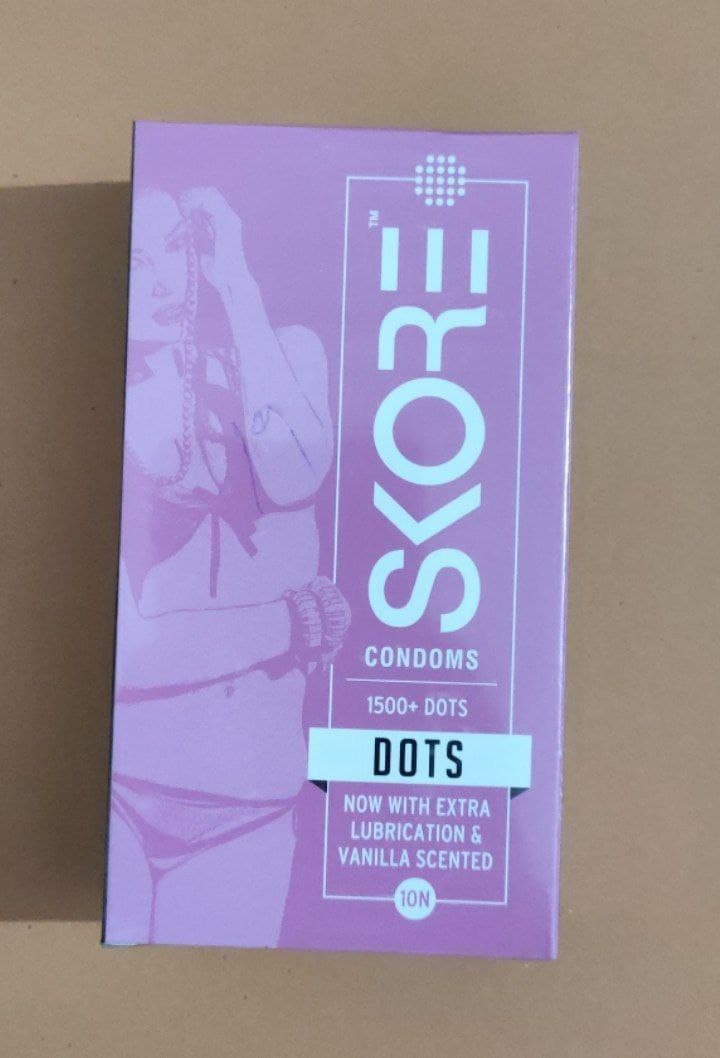 SKORE™
CONDOMS
1500+ DOTS
DOTS
NOW WITH EXTRA
LUBRICATION &
VANILLA SCENTED
10N